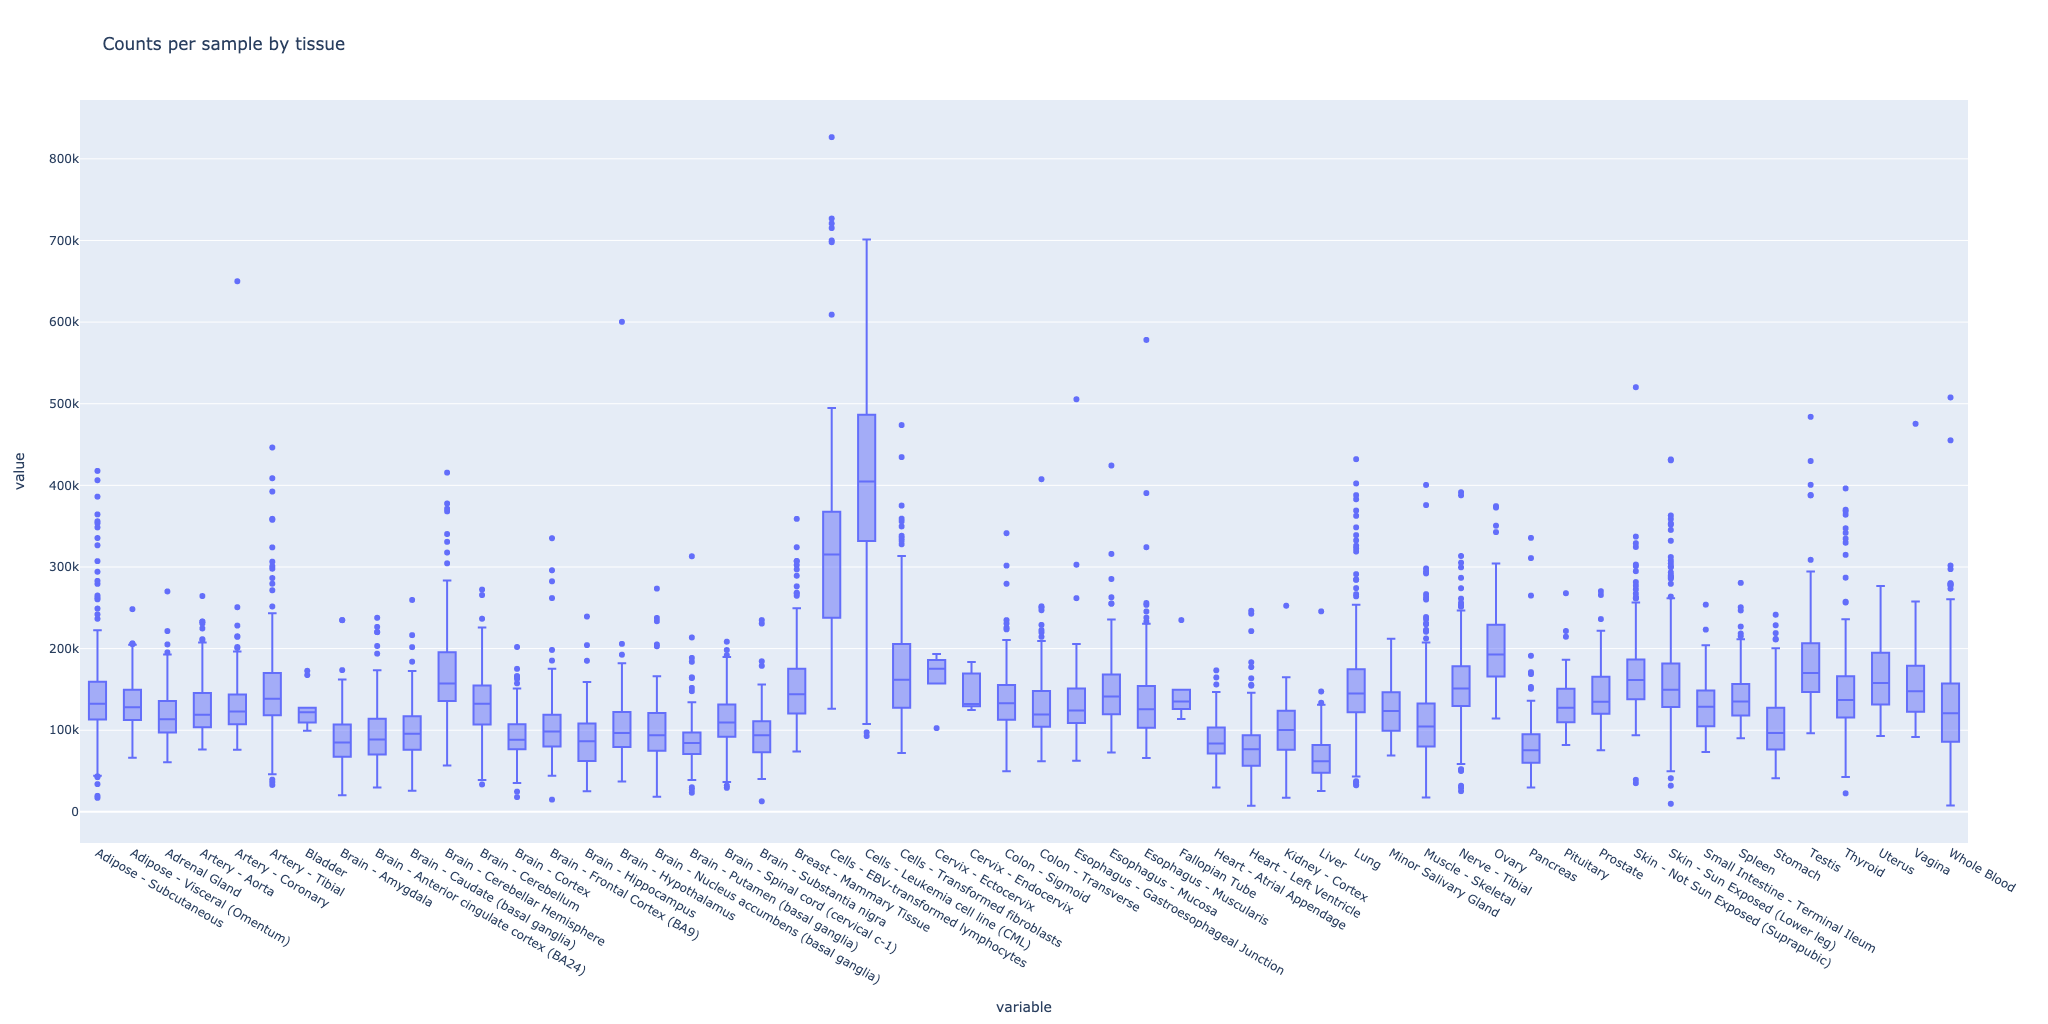 Counts per sample by tissue
800k
700k
600k
500k
400k
300k
200k
100k
0
value
Adipose - Subcutaneous
Adipose - Visceral (Omentum)
Adrenal Gland
Artery - Aorta
Artery - Coronary
Artery - Tibial
Bladder
Brain - Amygdala
Brain - Anterior cingulate cortex (BA24)
Brain - Caudate (basal ganglia)
Brain - Cerebellar Hemisphere
Brain - Cerebellum
Brain - Cortex
Brain - Frontal Cortex (BA9)
Brain - Hippocampus
Brain - Hypothalamus
Brain - Nucleus accumbens (basal ganglia)
Brain - Putamen (basal ganglia)
Brain - Spinal cord (cervical c-1)
Brain - Substantia nigra
Breast - Mammary Tissue
Cells - EBV-transformed lymphocytes
Cells - Leukemia cell line (CML)
Cells - Transformed fibroblasts
Cervix - Ectocervix
Cervix - Endocervix
Colon - Sigmoid
Colon - Transverse
Esophagus - Gastroesophageal Junction
Esophagus - Mucosa
Esophagus - Muscularis
Fallopian Tube
Heart - Atrial Appendage
Heart - Left Ventricle
Kidney - Cortex
Liver
Lung
Minor Salivary Gland
Muscle - Skeletal
Nerve - Tibial
Ovary
Pancreas
Pituitary
Prostate
Skin - Not Sun Exposed (Suprapubic)
Skin - Sun Exposed (Lower leg)
Small Intestine - Terminal Ileum
Spleen
Stomach
Testis
Thyroid
Uterus
Vagina
Whole Blood
variable